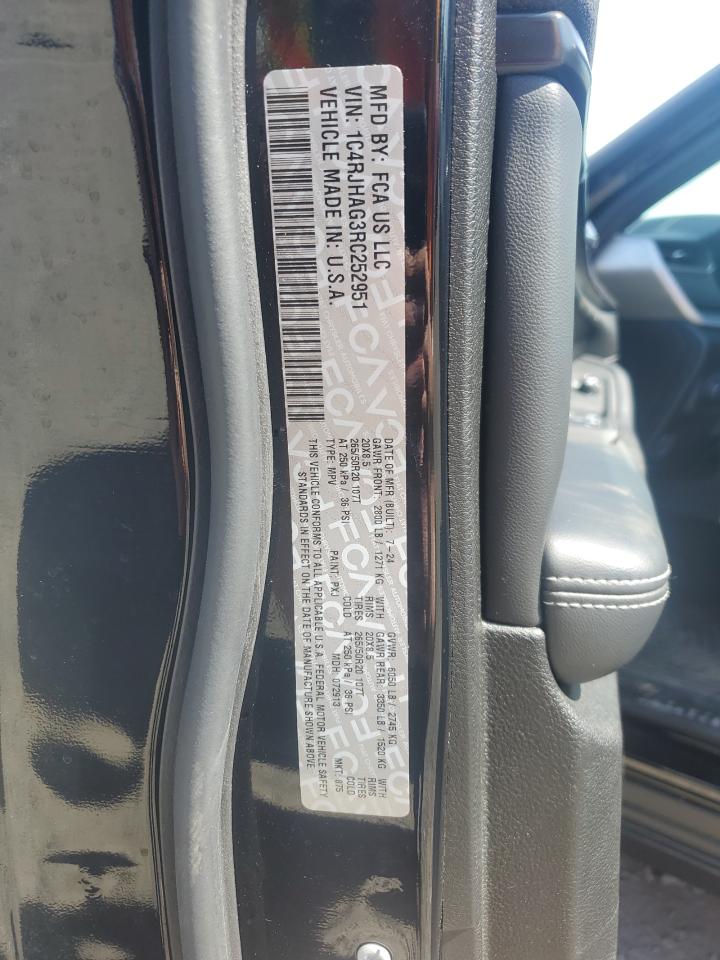 MFD BY: FCA US LLC
VIN: 1C4RJHAG3RC252951
VEHICLE MADE IN: U.S.A.
DATE OF MFR (BUILT): 7-24 GVWR: 6050 LB / 2745 KG
GAWR FRONT: 2800 LB / 1271 KG WITH GAWR REAR: 3350 LB / 1520 KG WITH
20X8.5 RIMS 20X8.5 RIMS
265/50R20 107T TIRES 265/50R20 107T TIRES
AT 250 kPa / 36 PSI COLD AT 250 kPa / 36 PSI COLD
TYPE: MPV PAINT: PXJ MDH: 072913 MKT: 875
THIS VEHICLE CONFORMS TO ALL APPLICABLE U.S.A. FEDERAL MOTOR VEHICLE SAFETY
STANDARDS IN EFFECT ON THE DATE OF MANUFACTURE SHOWN ABOVE
FCA